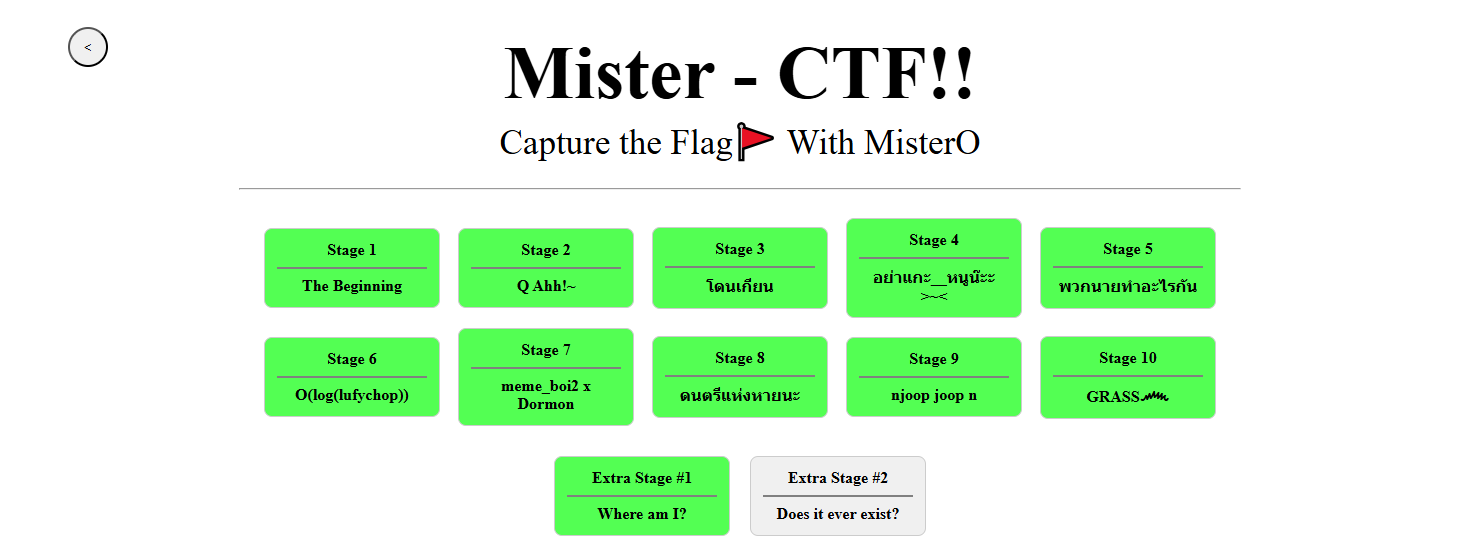 <
Mister - CTF!!
Capture the Flag🚩 With MisterO
Stage 1
The Beginning
Stage 2
Q Ahh!~
Stage 3
โดนเกียน
Stage 4
อย่าแกะ__หนูน๊ะะ
>~<
Stage 5
พวกนายทำอะไรกัน
Stage 6
O(log(lufychop))
Stage 7
meme_boi2 x
Dormon
Stage 8
ดนตรีแห่งหายนะ
Stage 9
njoop joop n
Stage 10
GRASS
Extra Stage #1
Where am I?
Extra Stage #2
Does it ever exist?